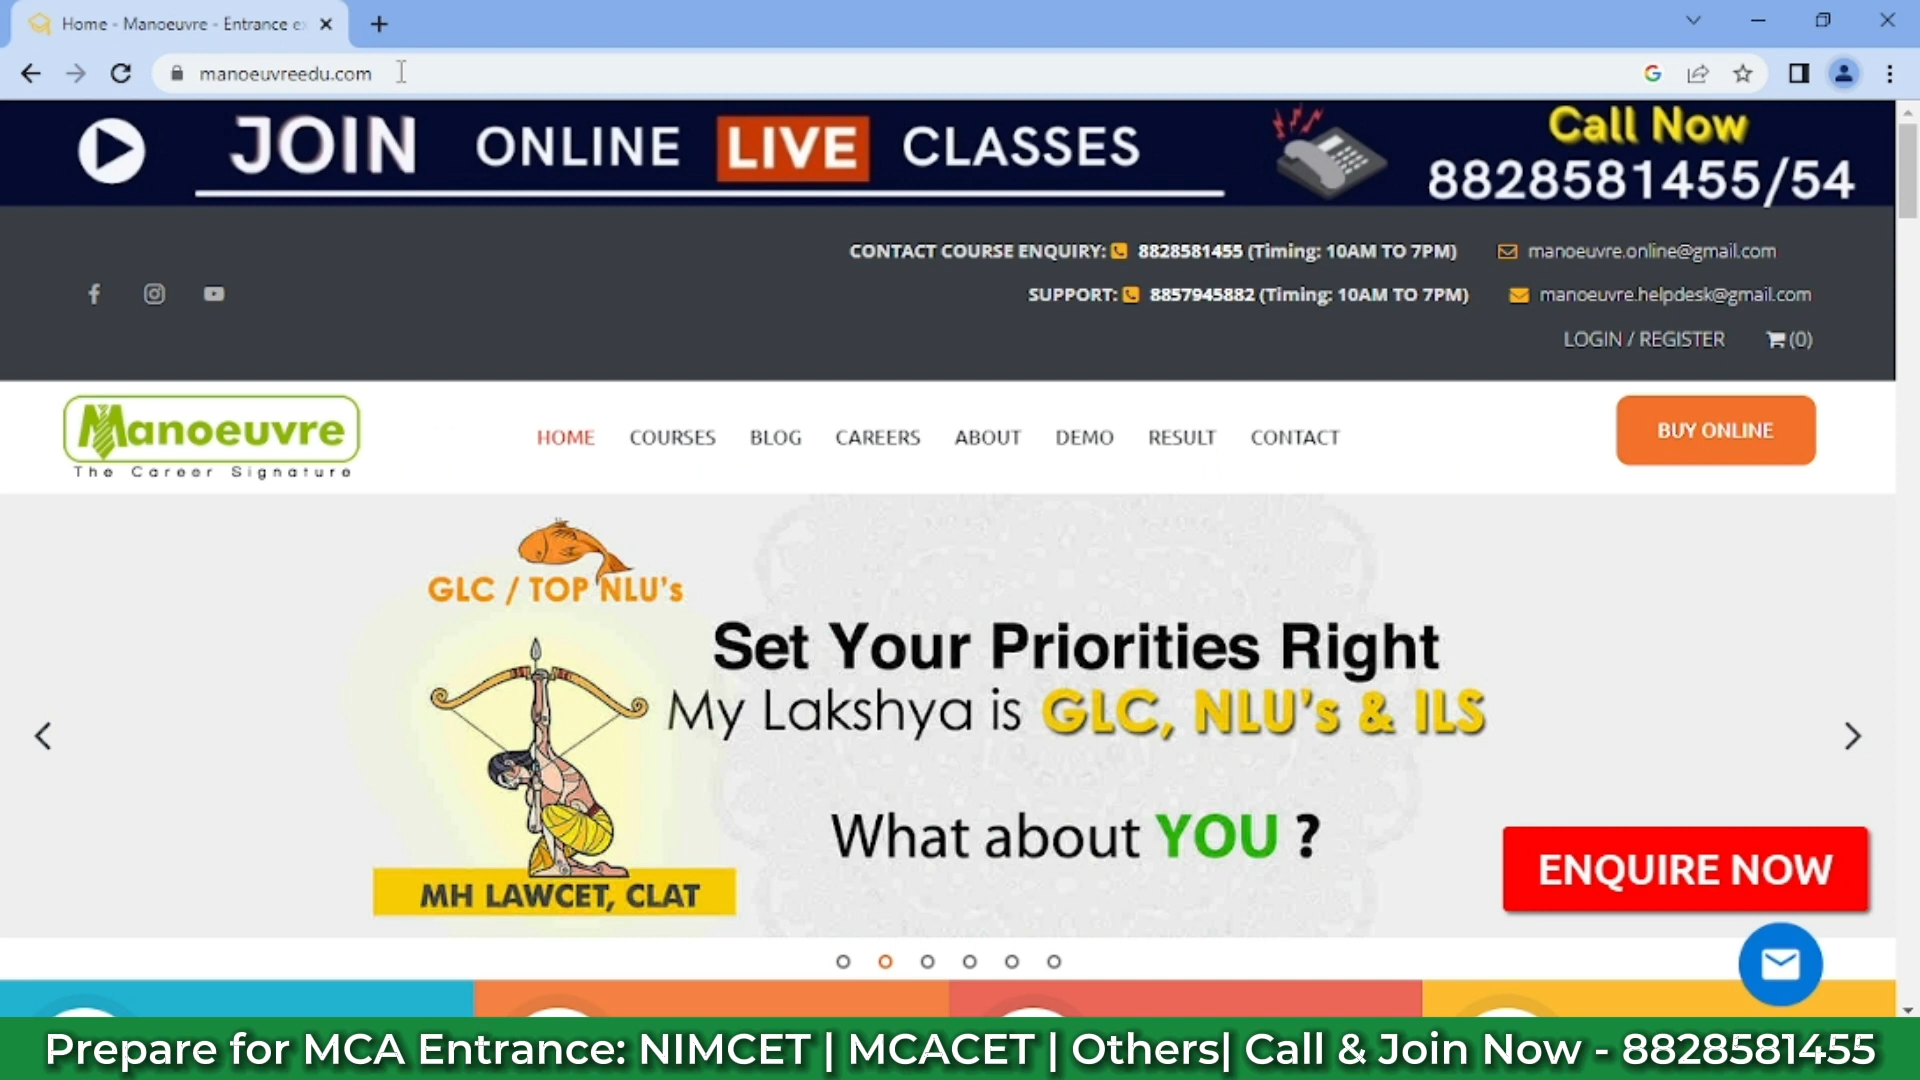 Home - Manoeuvre - Entrance ex
manoeuvreedu.com
JOIN ONLINE LIVE CLASSES
Call Now
8828581455/54
CONTACT COURSE ENQUIRY: 8828581455 (Timing: 10AM TO 7PM) manoeuvre.online@gmail.com
SUPPORT: 8857945882 (Timing: 10AM TO 7PM) manoeuvre.helpdesk@gmail.com
LOGIN / REGISTER (0)
Manoeuvre
The Career Signature
HOME COURSES BLOG CAREERS ABOUT DEMO RESULT CONTACT
BUY ONLINE
GLC / TOP NLU's
Set Your Priorities Right
My Lakshya is GLC, NLU's & ILS
What about YOU ?
MH LAWCET, CLAT
ENQUIRE NOW
Prepare for MCA Entrance: NIMCET | MCACET | Others| Call & Join Now - 8828581455